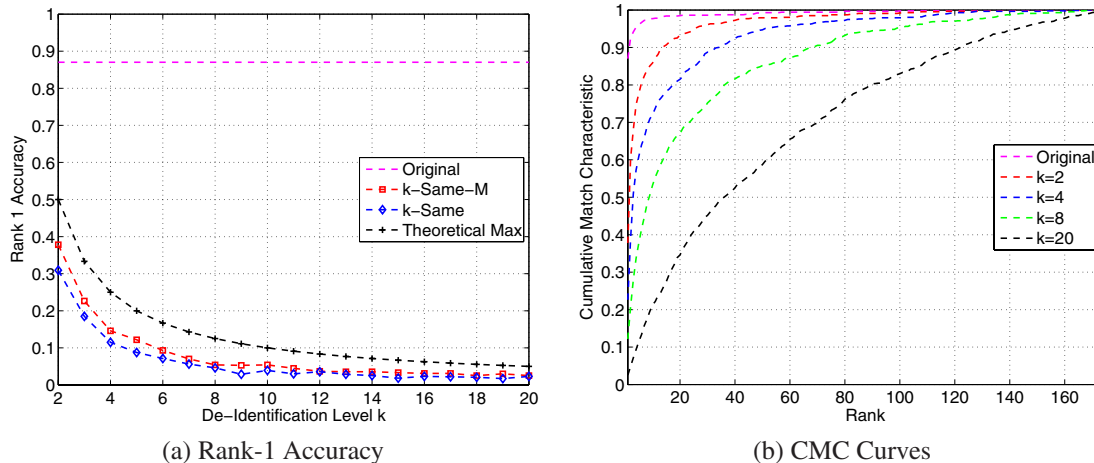 1
0.9
0.8
0.7
0.6
0.5
0.4
0.3
0.2
0.1
0
Rank 1 Accuracy
Original
k−Same−M
k−Same
Theoretical Max
2 4 6 8 10 12 14 16 18 20
De−Identification Level k
(a) Rank-1 Accuracy
1
0.9
0.8
0.7
0.6
0.5
0.4
0.3
0.2
0.1
0
Cumulative Match Characteristic
Original
k=2
k=4
k=8
k=20
20 40 60 80 100 120 140 160
Rank
(b) CMC Curves